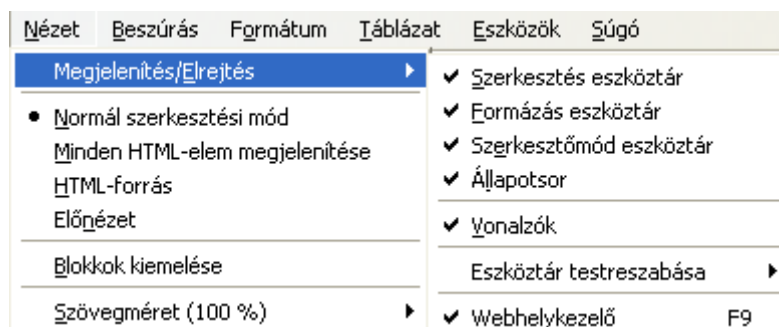 Nézet Beszúrás Formátum Táblázat Eszközök Súgó
Megjelenítés/Elrejtés
Normál szerkesztési mód
Minden HTML-elem megjelenítése
HTML-forrás
Előnézet
Blokkok kiemelése
Szövegméret (100 %)
Szerkesztés eszköztár
Formázás eszköztár
Szerkesztőmód eszköztár
Állapotsor
Vonalzók
Eszköztár testreszabása
Webhelykezelő F9